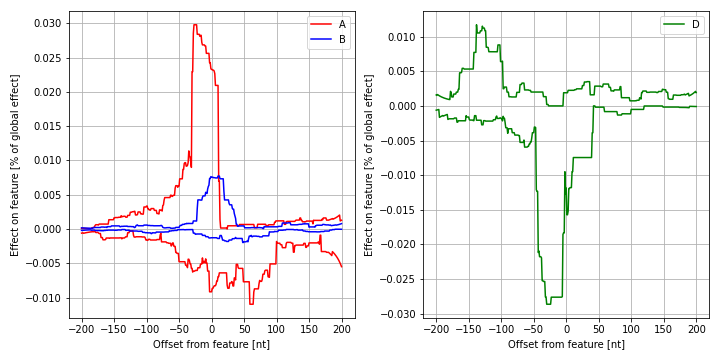 A
B
0.030
0.025
0.020
0.015
0.010
0.005
0.000
−0.005
−0.010
Effect on feature [% of global effect]
−200 −150 −100 −50 0 50 100 150 200
Offset from feature [nt]
D
0.010
0.005
0.000
−0.005
−0.010
−0.015
−0.020
−0.025
−0.030
Effect on feature [% of global effect]
−200 −150 −100 −50 0 50 100 150 200
Offset from feature [nt]